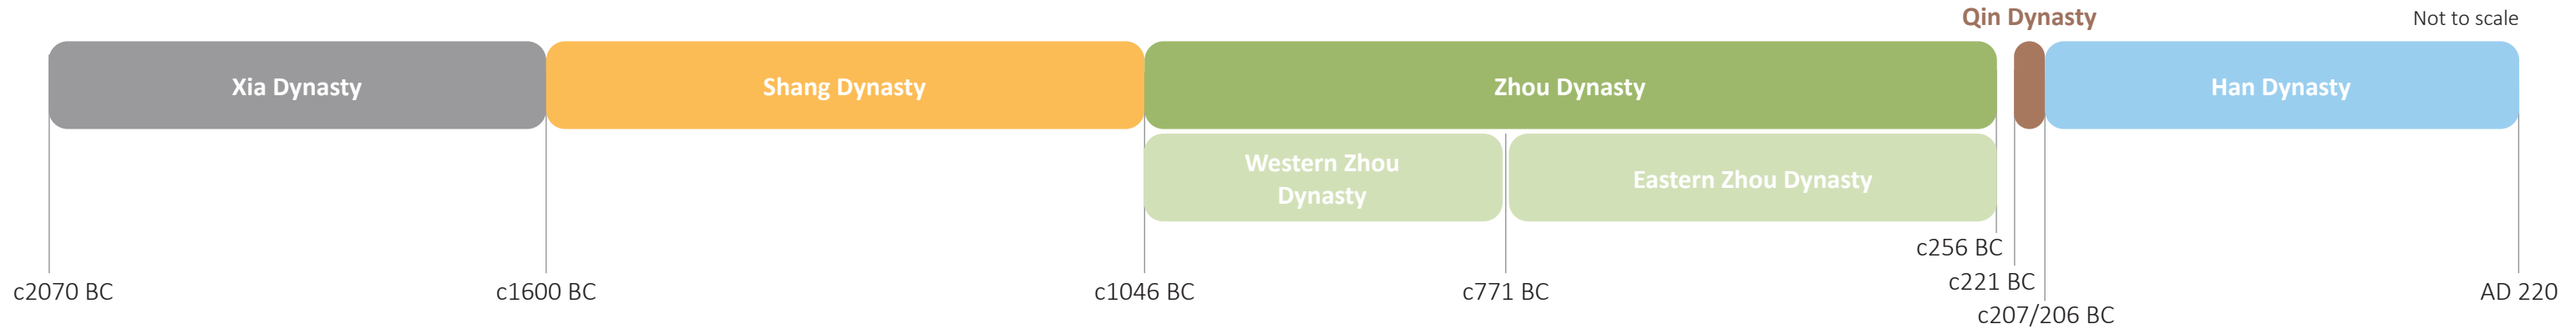 Qin Dynasty
Not to scale
Xia Dynasty
Shang Dynasty
Zhou Dynasty
Han Dynasty
Western Zhou
Dynasty
Eastern Zhou Dynasty
c256 BC
c221 BC
c2070 BC
c1600 BC
c1046 BC
c771 BC
AD 220
c207/206 BC